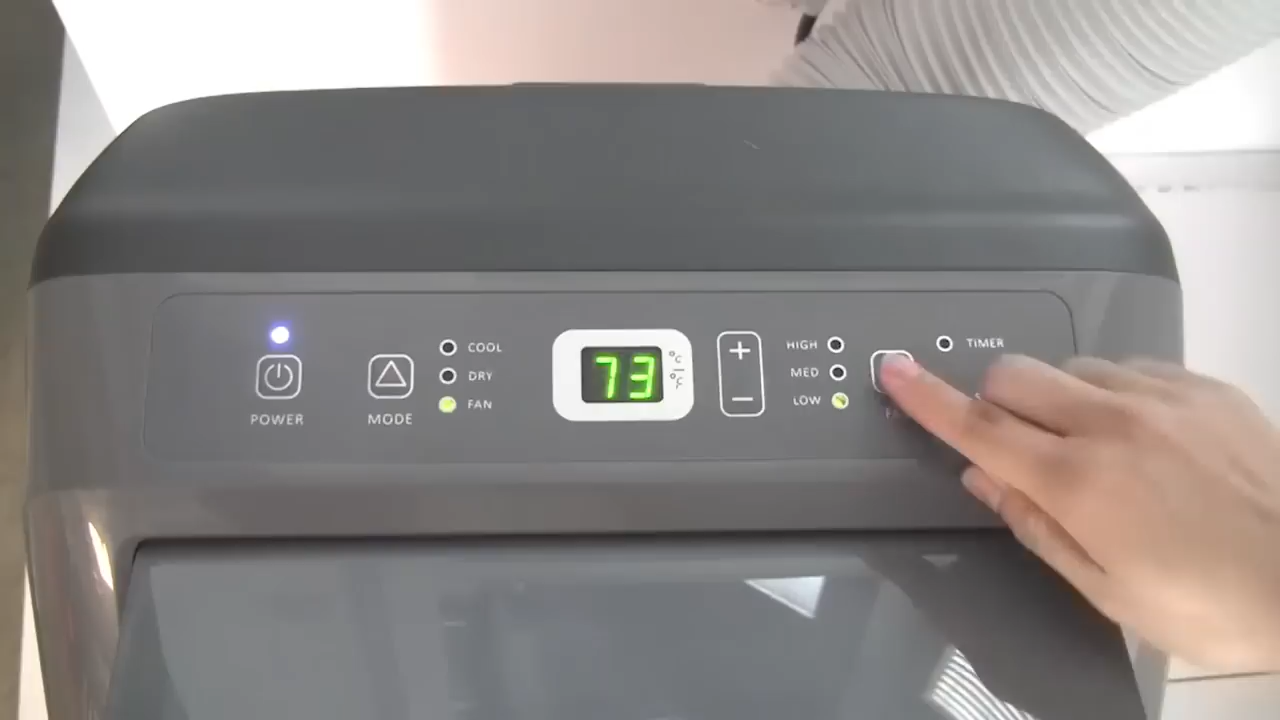 POWER
MODE
COOL
DRY
FAN
73
°C
+
−
HIGH
MED
LOW
TIMER